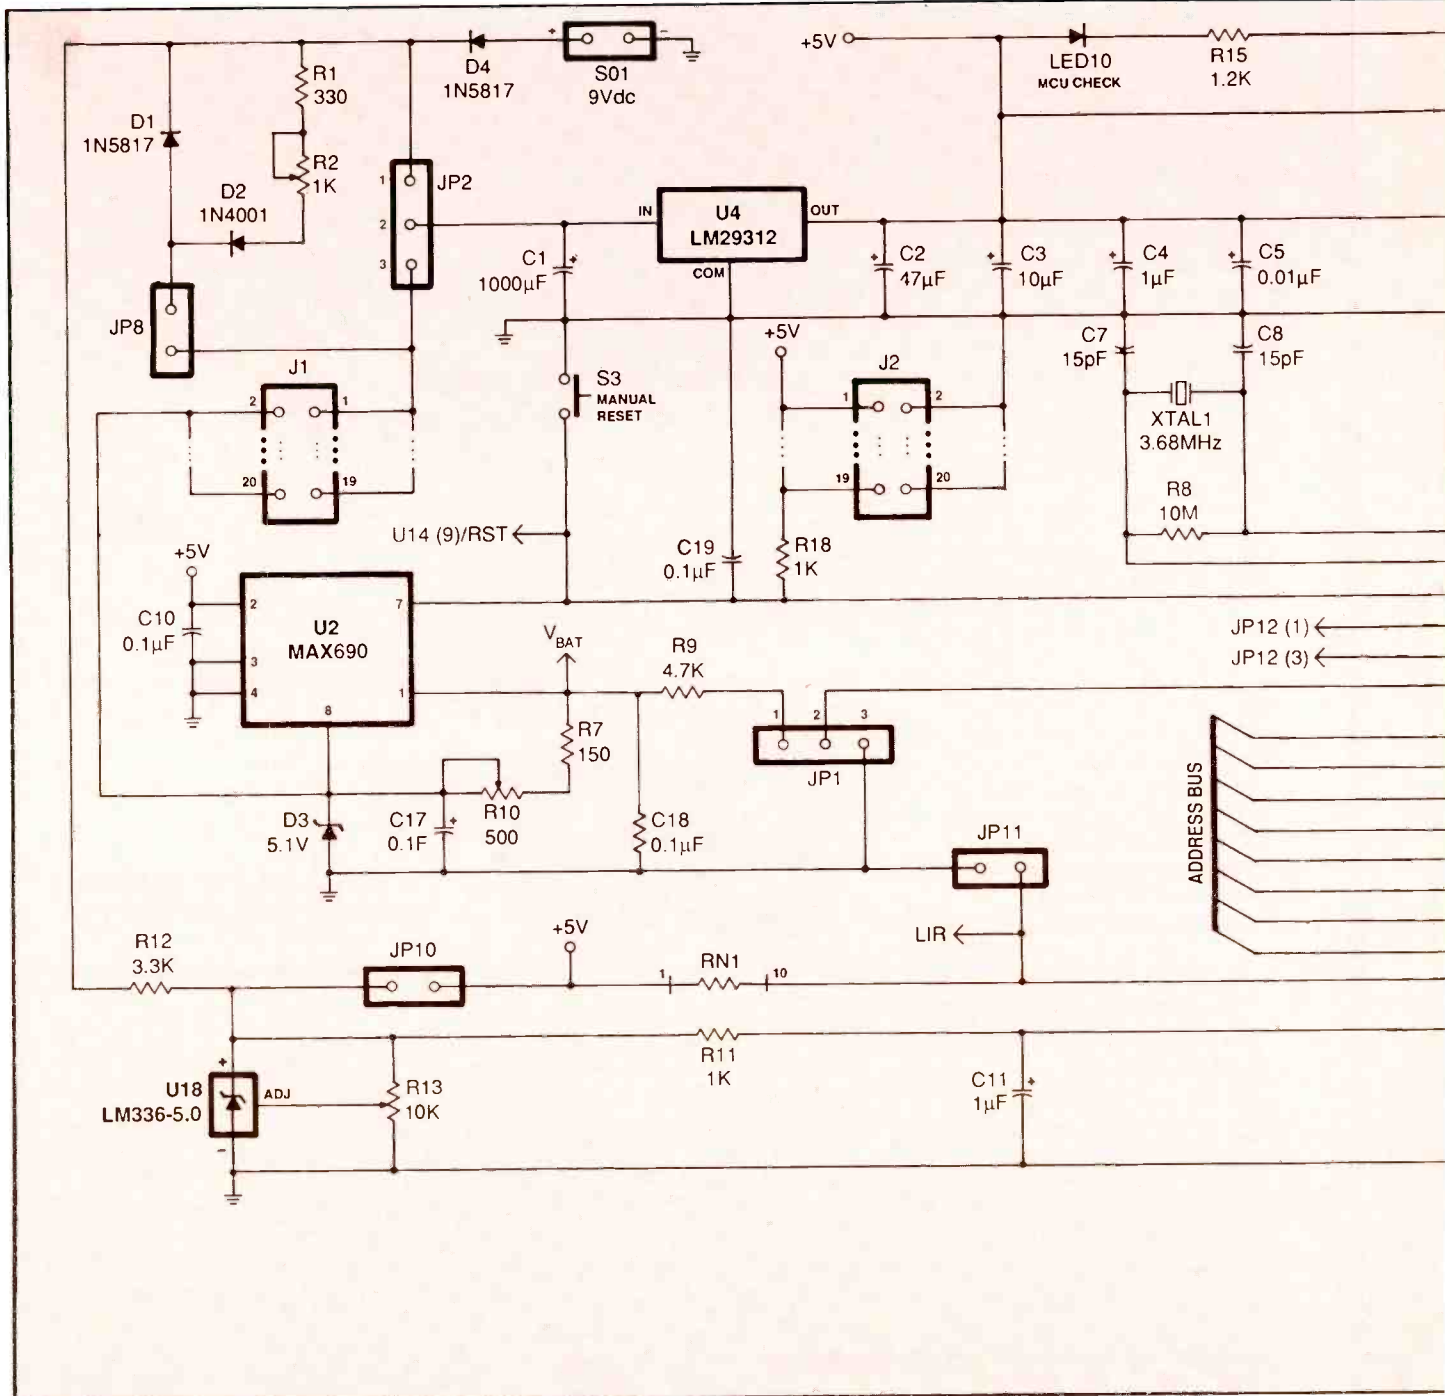 D1
1N5817
R1
330
R2
1K
D2
1N4001
D4
1N5817
+ -
S01
9Vdc
+5V
LED10
MCU CHECK
R15
1.2K
JP2
1
2
3
IN
U4
LM29312
OUT
COM
C1
1000µF
+
C2
47µF
+
C3
10µF
+
C4
1µF
+
C5
0.01µF
+
JP8
J1
2
1
20
19
S3
MANUAL
RESET
+5V
J2
1
2
19
20
C7
15pF
C8
15pF
XTAL1
3.68MHz
R8
10M
U14 (9)/RST
C19
0.1µF
R18
1K
+5V
C10
0.1µF
U2
MAX690
2
3
4
7
1
8
VBAT
R9
4.7K
R7
150
JP12 (1)
JP12 (3)
1
2
3
JP1
D3
5.1V
C17
0.1F
+
R10
500
C18
0.1µF
JP11
ADDRESS BUS
LIR
R12
3.3K
JP10
+5V
1
RN1
10
R11
1K
U18
LM336-5.0
+
-
ADJ
R13
10K
C11
1µF
+